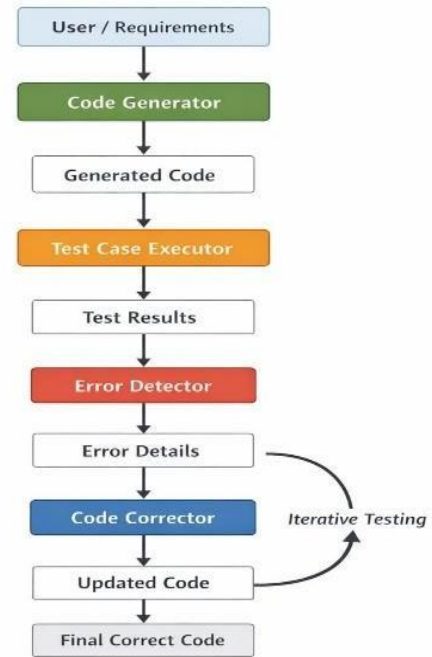 User / Requirements
Code Generator
Generated Code
Test Case Executor
Test Results
Error Detector
Error Details
Code Corrector
Iterative Testing
Updated Code
Final Correct Code